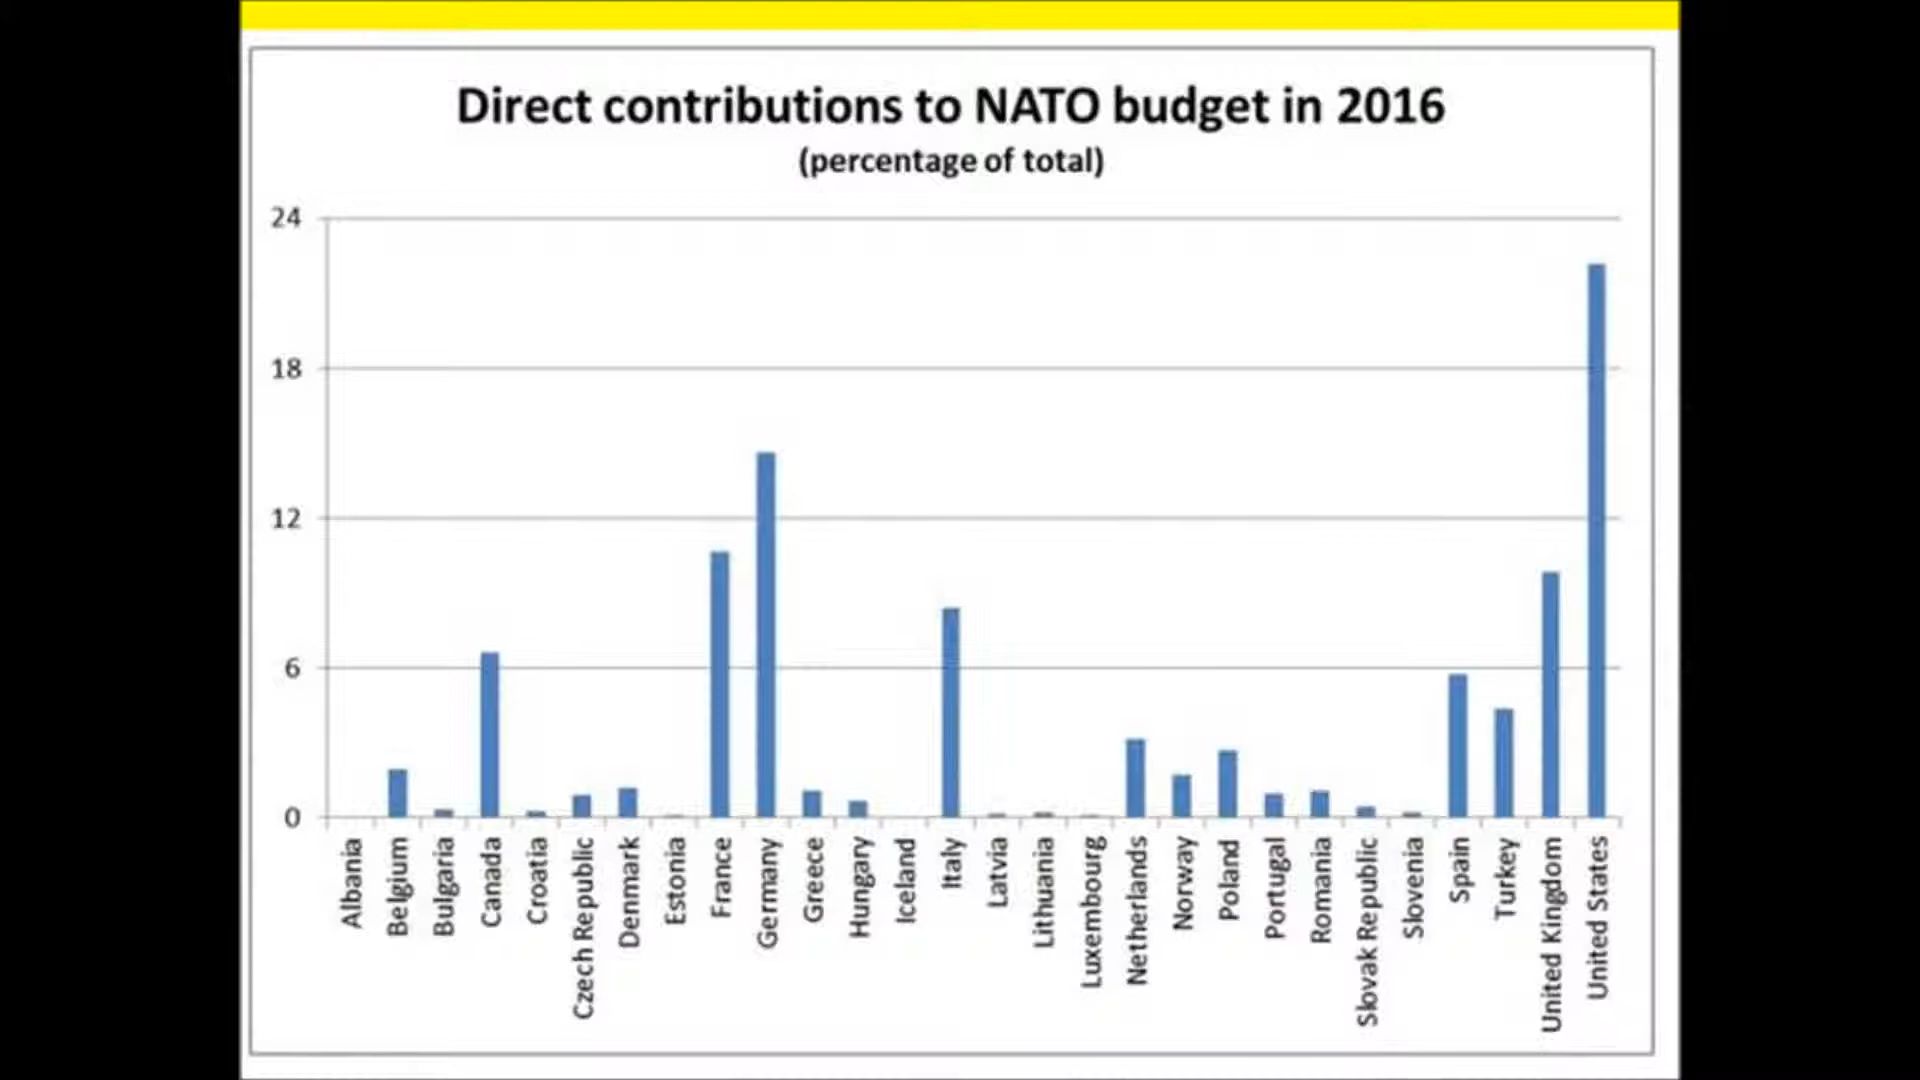 Direct contributions to NATO budget in 2016
(percentage of total)
24
18
12
6
0
Albania
Belgium
Bulgaria
Canada
Croatia
Czech Republic
Denmark
Estonia
France
Germany
Greece
Hungary
Iceland
Italy
Latvia
Lithuania
Luxembourg
Netherlands
Norway
Poland
Portugal
Romania
Slovak Republic
Slovenia
Spain
Turkey
United Kingdom
United States